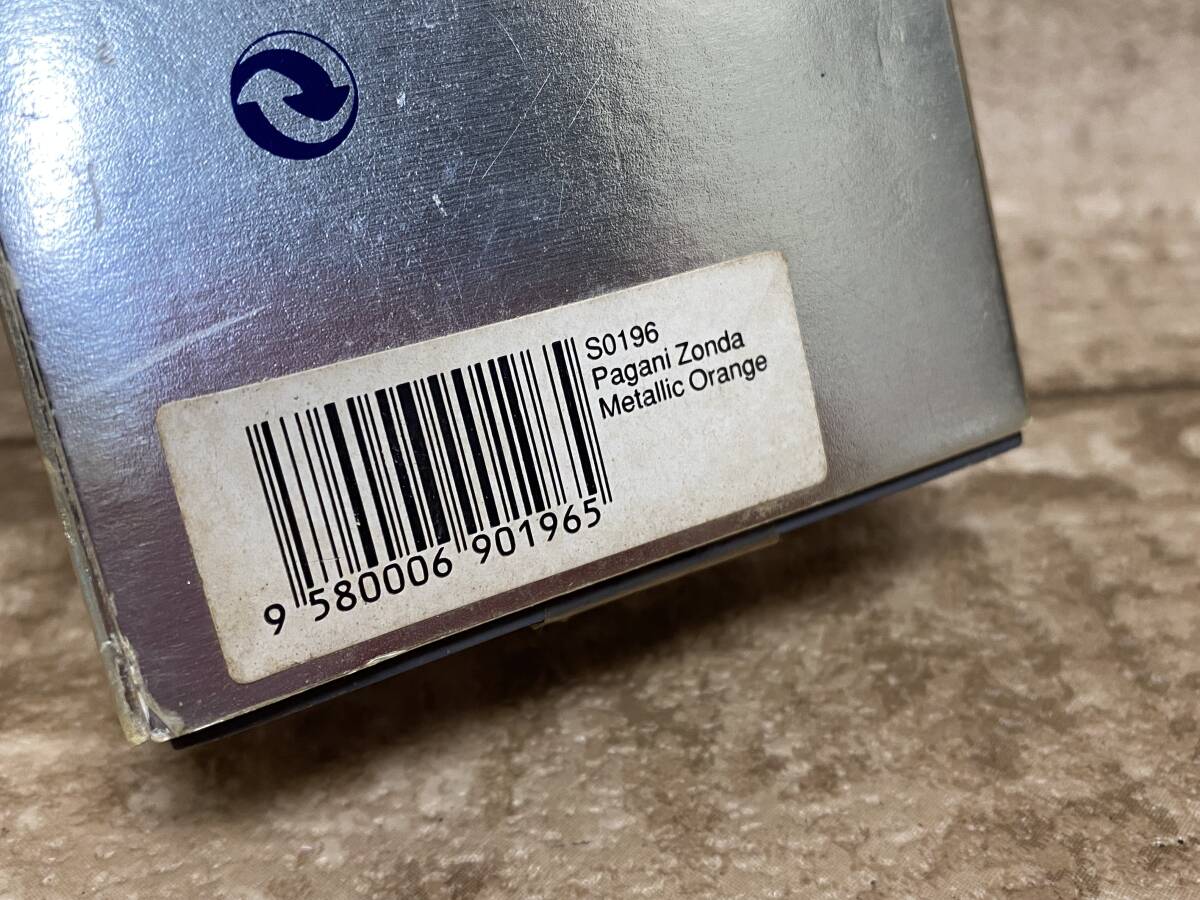 S0196
Pagani Zonda
Metallic Orange
9 580006 901965